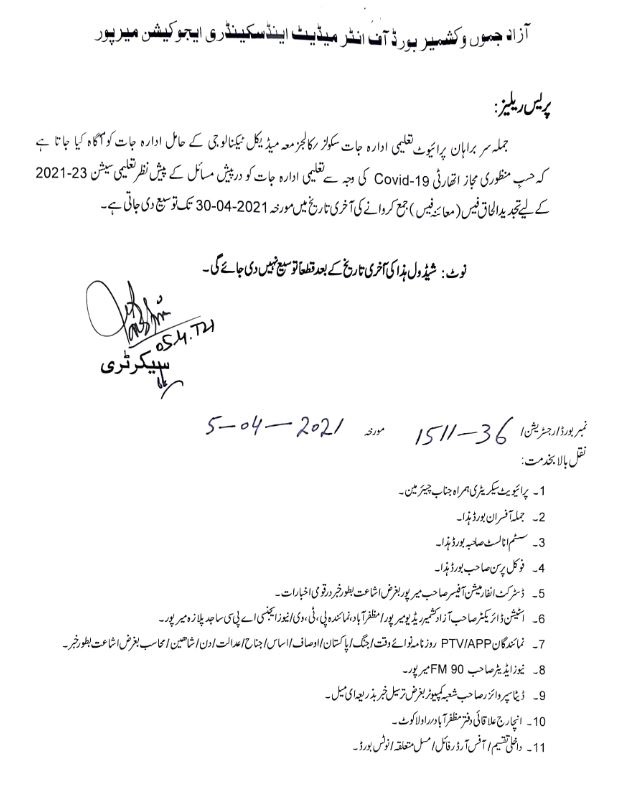 آزاد جموں وکشمیر بورڈ آف انٹر میڈیٹ اینڈ سکینڈری ایجوکیشن میرپور
پریس ریلیز:
جملہ سربراہان پرائیوٹ تعلیمی ادارہ جات سکولز/کالجز معہ میڈیکل ٹیکنالوجی کے حامل ادارہ جات کو آگاہ کیا جاتا ہے
کہ حسبِ منظوری مجاز اتھارٹی Covid-19 کی وجہ سے تعلیمی ادارہ جات کو درپیش مسائل کے پیش نظر تعلیمی سیشن 2021-23
کے لیے تجدید الحاق فیس (معائنہ فیس) جمع کروانے کی آخری تاریخ میں مورخہ 30-04-2021 تک توسیع دی جاتی ہے۔
نوٹ: شیڈول ہذا کی آخری تاریخ کے بعد قطعاً توسیع نہیں دی جائے گی۔
سیکرٹری
نمبر بورڈ/رجسٹریشن/ 1511-36 مورخہ 5-04-2021
نقل بالا بخدمت:
1۔ پرائیویٹ سیکریٹری ہمراہ جناب چیئرمین۔
2۔ جملہ آفسران بورڈ ہذا۔
3۔ سسٹم انالسٹ صاحبہ بورڈ ہذا۔
4۔ فوکل پرسن صاحب بورڈ ہذا۔
5۔ ڈسٹرکٹ انفارمیشن آفیسر صاحب میرپور بغرض اشاعت بطور خبر در قومی اخبارات۔
6۔ اسٹیشن ڈائریکٹر صاحب آزاد کشمیر ریڈیو میرپور/مظفرآباد، نمائندہ پی،ٹی،وی/نیوز ایجنسی اے پی سی ساجد پلازہ میرپور۔
7۔ نمائندگان PTV/APP روزنامہ نوائے وقت/جنگ/پاکستان/اوصاف/اساس/جناح/عدالت/دن/شاھین/محاسب بغرض اشاعت بطور خبر۔
8۔ نیوز ایڈیٹر صاحب FM 90 میرپور۔
9۔ ڈیٹا سپروائزر صاحب شعبہ کمپیوٹر بغرض ترسیل خبر بذریعہ ای میل۔
10۔ انچارج علاقائی دفتر مظفرآباد/راولاکوٹ۔
11۔ داخلی تقسیم/آفس آرڈر فائل/مسل متعلقہ/نوٹس بورڈ۔